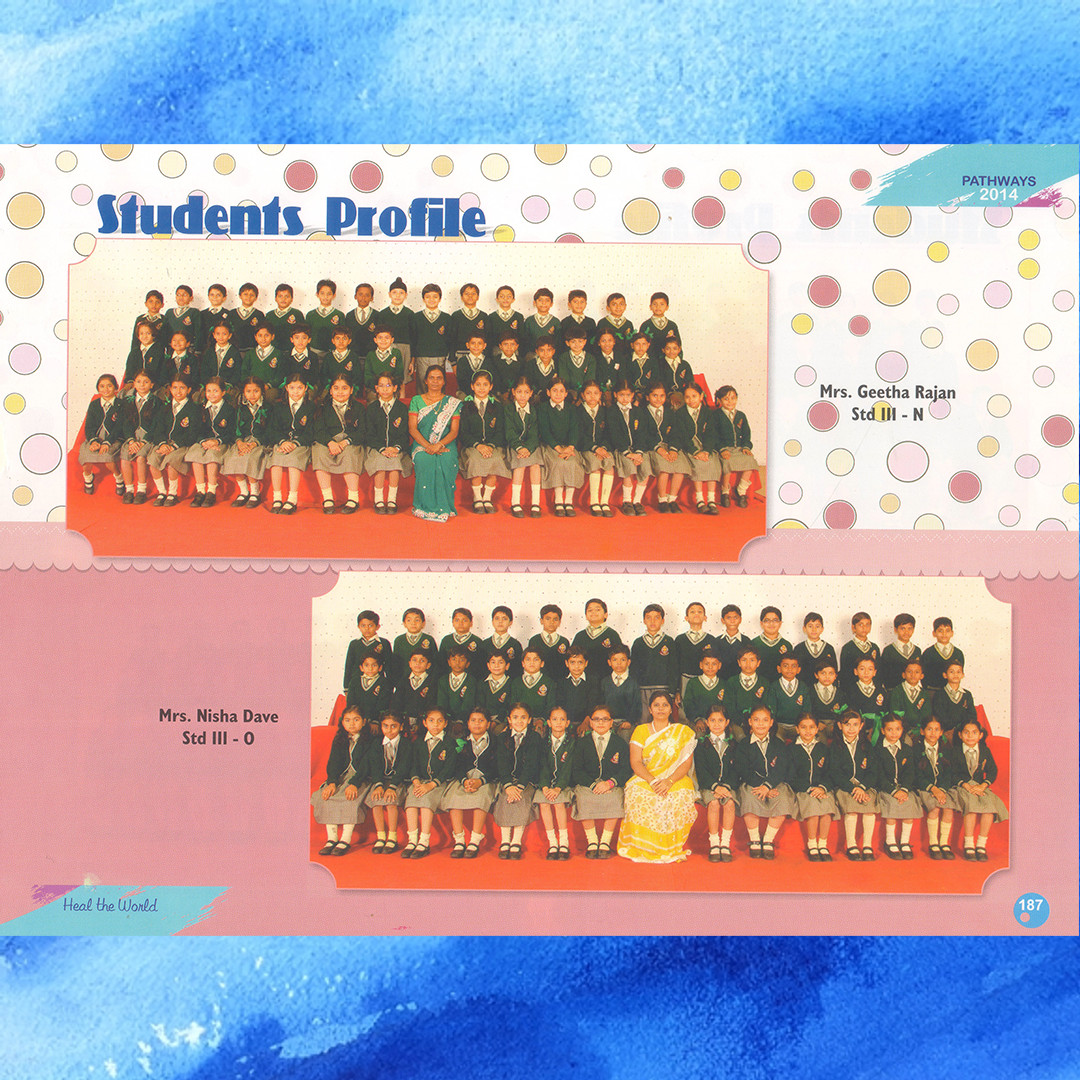 Students Profile
PATHWAYS
2014
Mrs. Geetha Rajan
Std III - N
Mrs. Nisha Dave
Std III - O
Heal the World
187